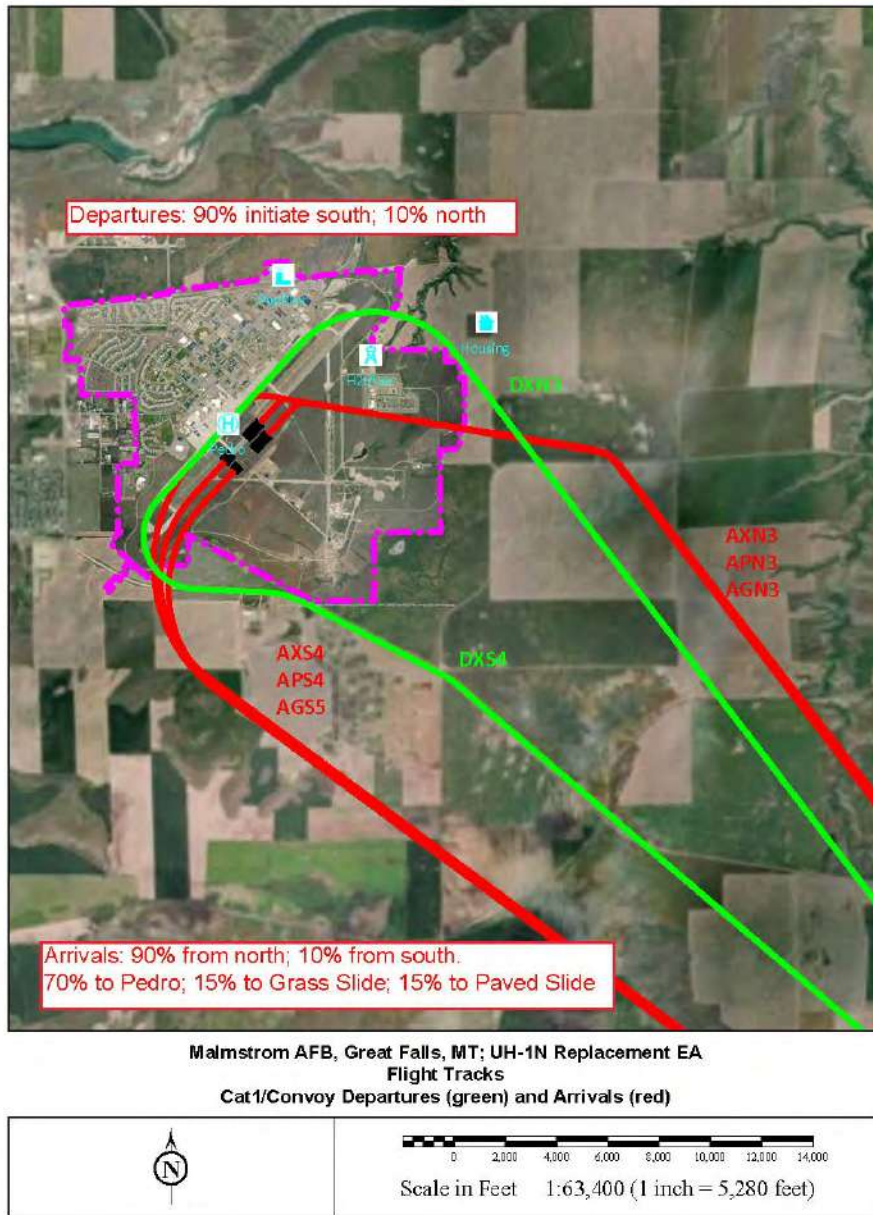 Departures: 90% initiate south; 10% north
Housing
DXN3
Pedro
AXN3
APN3
AGN3
AXS4
APS4
AGS5
DXS4
Arrivals: 90% from north; 10% from south.
70% to Pedro; 15% to Grass Slide; 15% to Paved Slide
Malmstrom AFB, Great Falls, MT; UH-1N Replacement EA
Flight Tracks
Cat1/Convoy Departures (green) and Arrivals (red)
N
0 2,000 4,000 6,000 8,000 10,000 12,000 14,000
Scale in Feet 1:63,400 (1 inch = 5,280 feet)